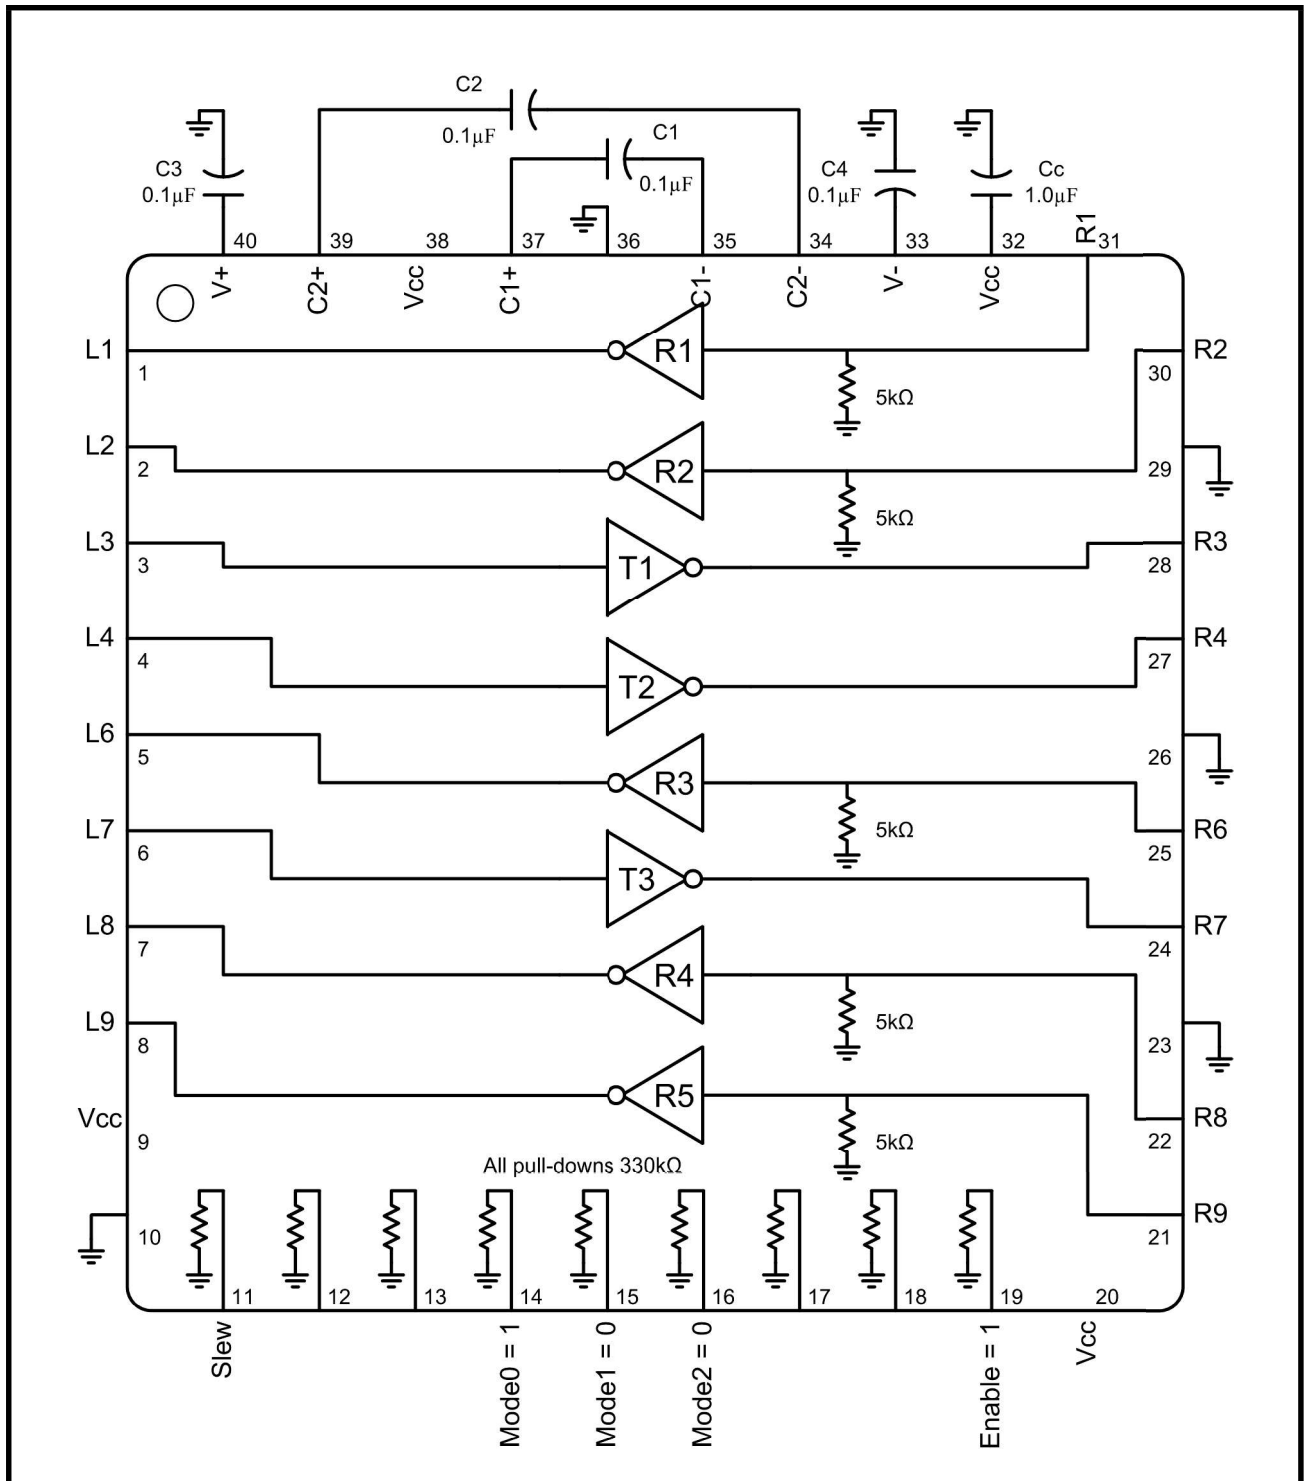 C2
0.1µF
C1
0.1µF
C3
0.1µF
C4
0.1µF
Cc
1.0µF
R1
40 39 38 37 36 35 34 33 32 31
V+ C2+ Vcc C1+ C1- C2- V- Vcc
L1 R1 R2
1 5kΩ 30
L2 R2
2 5kΩ 29
L3 T1 R3
3 28
L4 T2 R4
4 27
L6 R3
5 5kΩ 26
L7 R6
6 T3 25
L8 R7
7 R4 24
L9 5kΩ
8 R5 23
Vcc R8
9 5kΩ 22
All pull-downs 330kΩ
R9
10 21
11 12 13 14 15 16 17 18 19 20
Slew Mode0 = 1 Mode1 = 0 Mode2 = 0 Enable = 1 Vcc